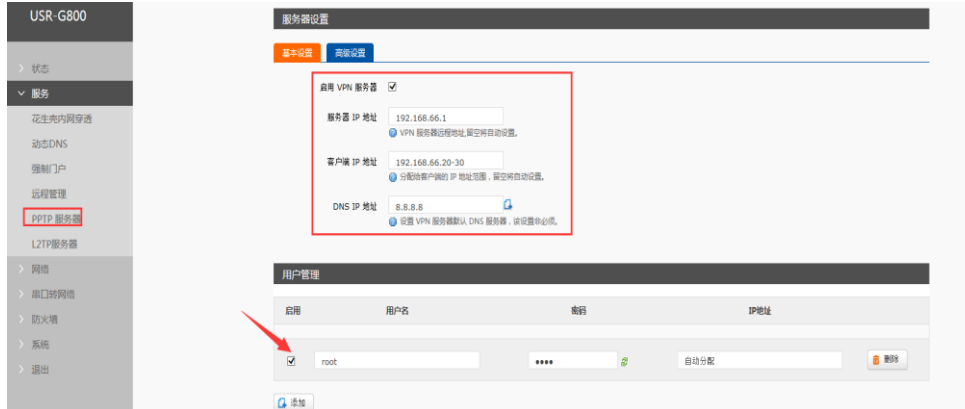 USR-G800
状态
服务
花生壳内网穿透
动态DNS
强制门户
远程管理
PPTP 服务器
L2TP服务器
网络
串口转网络
防火墙
系统
退出
服务器设置
基本设置 高级设置
启用 VPN 服务器
服务器 IP 地址 192.168.66.1
VPN 服务器远程地址,留空将自动设置。
客户端 IP 地址 192.168.66.20-30
分配给客户端的 IP 地址范围，留空将自动设置。
DNS IP 地址 8.8.8.8
设置 VPN 服务器默认 DNS 服务器，该设置非必须。
用户管理
启用 用户名 密码 IP地址
root •••• 自动分配 删除
添加